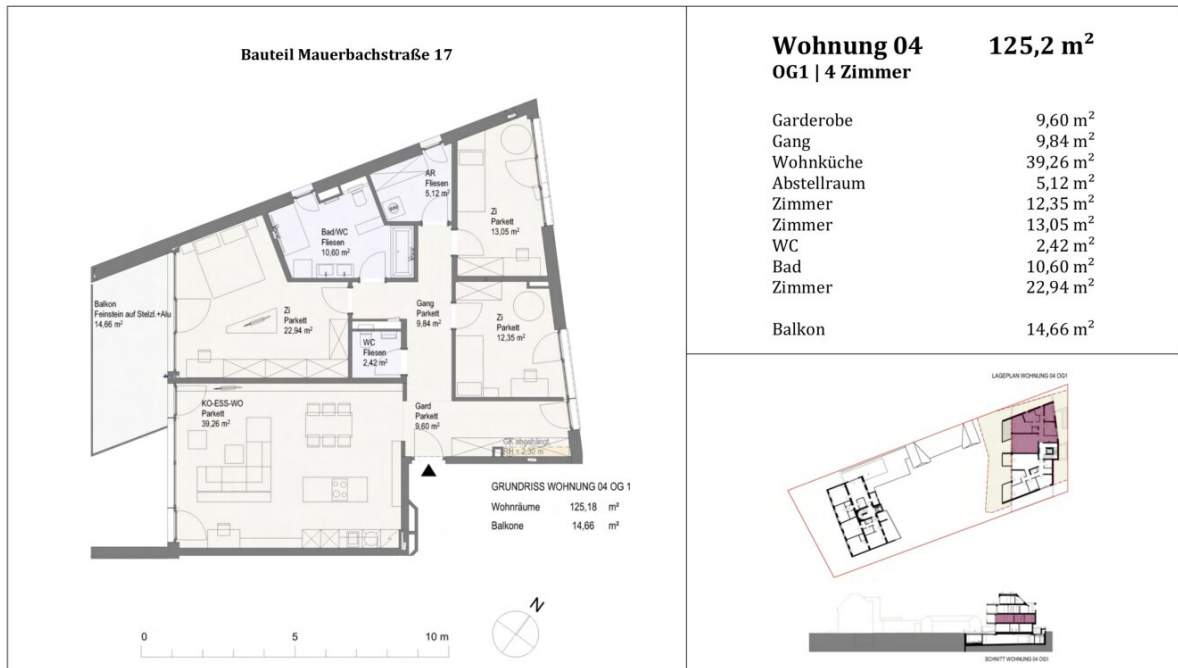 Bauteil Mauerbachstraße 17
AR
Fliesen
5,12 m²
WM
Zi
Parkett
13,05 m²
Bad/WC
Fliesen
10,60 m²
Balkon
Feinstein auf Stelzl.+Alu
14,66 m²
Zi
Parkett
22,94 m²
Gang
Parkett
9,84 m²
Zi
Parkett
12,35 m²
WC
Fliesen
2,42 m²
KO-ESS-WO
Parkett
39,26 m²
Gard
Parkett
9,60 m²
GK abgehängt
RH = 2,30 m
GRUNDRISS WOHNUNG 04 OG 1
Wohnräume 125,18 m²
Balkone 14,66 m²
N
0 5 10 m
Wohnung 04 125,2 m²
OG1 | 4 Zimmer
Garderobe 9,60 m²
Gang 9,84 m²
Wohnküche 39,26 m²
Abstellraum 5,12 m²
Zimmer 12,35 m²
Zimmer 13,05 m²
WC 2,42 m²
Bad 10,60 m²
Zimmer 22,94 m²
Balkon 14,66 m²
LAGEPLAN WOHNUNG 04 OG1
SCHNITT WOHNUNG 04 OG1